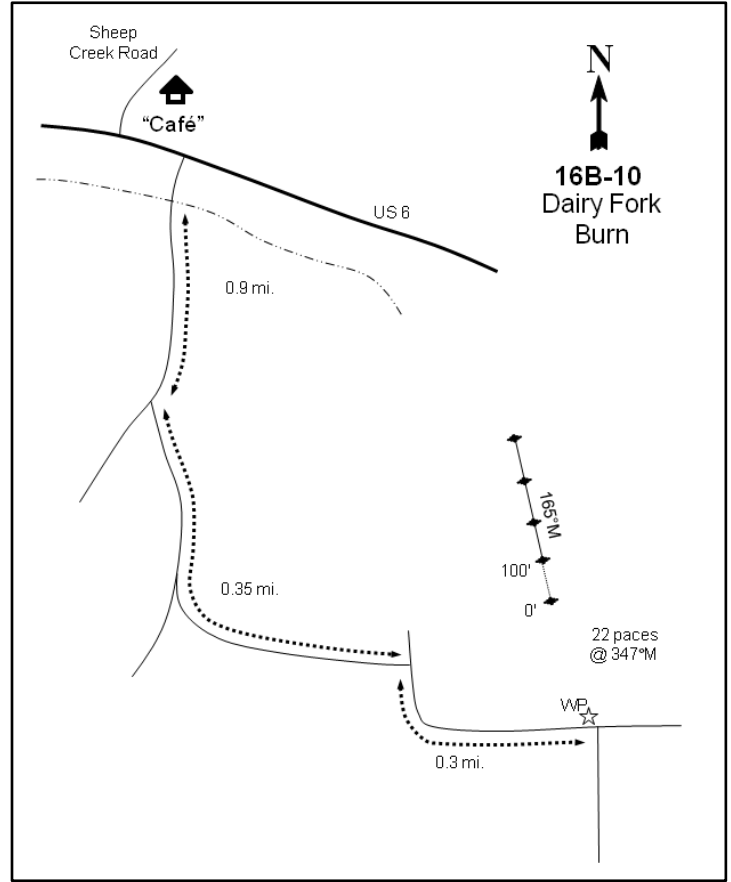 Sheep
Creek Road
N
“Café”
16B-10
Dairy Fork
Burn
US 6
0.9 mi.
165°M
100'
0.35 mi.
0'
22 paces
@ 347°M
WP
0.3 mi.